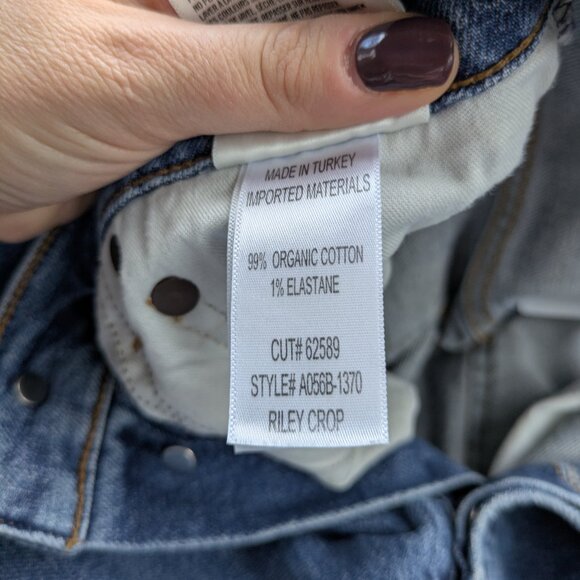 MADE IN TURKEY
IMPORTED MATERIALS
99% ORGANIC COTTON
1% ELASTANE
CUT# 62589
STYLE# A056B-1370
RILEY CROP